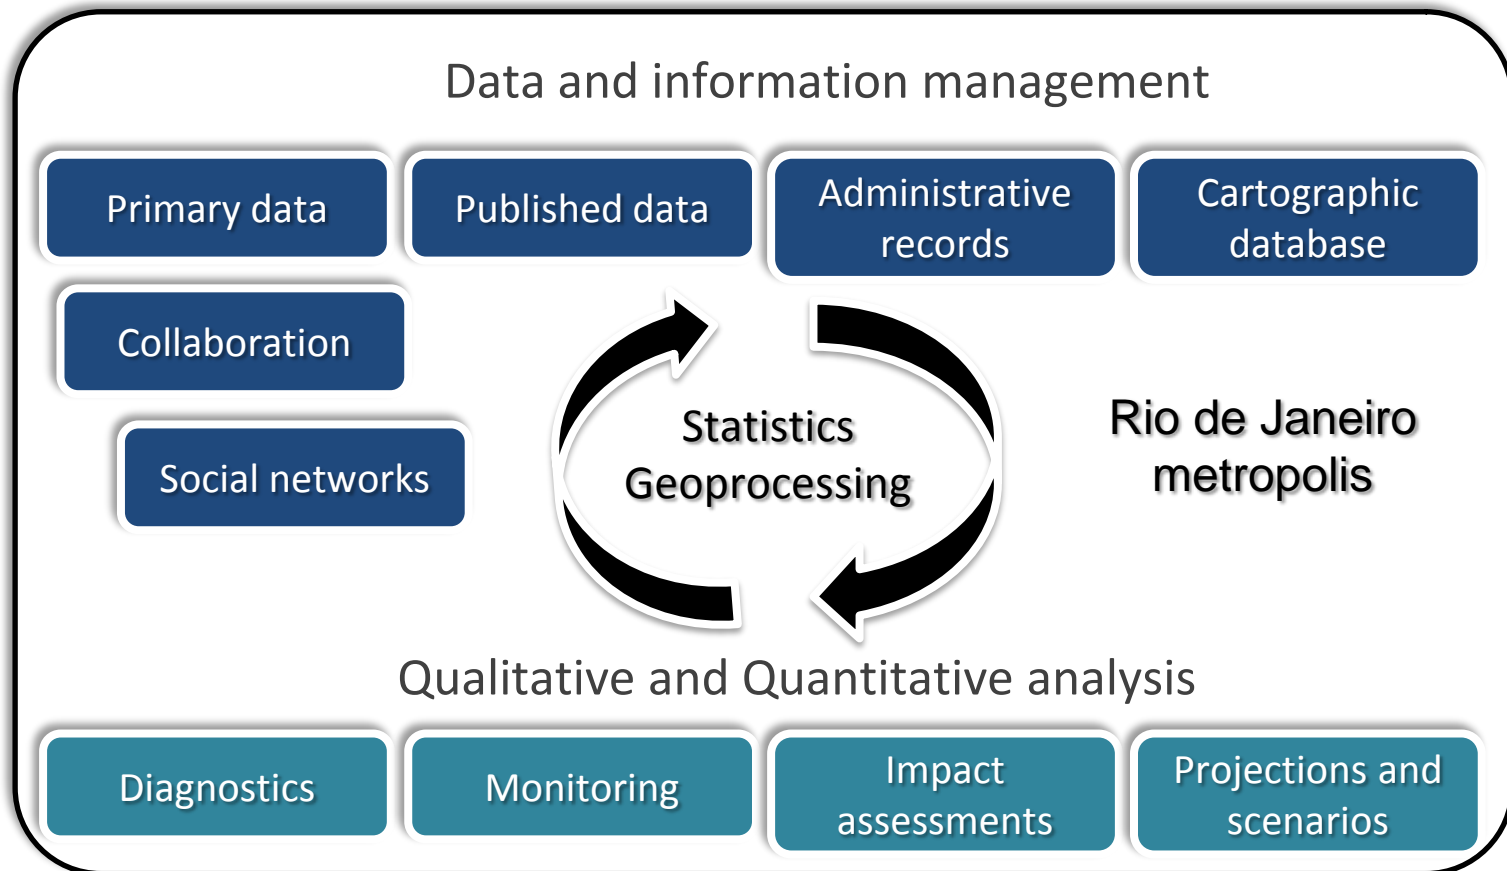 Data and information management
Primary data
Published data
Administrative
records
Cartographic
database
Collaboration
Social networks
Statistics
Geoprocessing
Rio de Janeiro
metropolis
Qualitative and Quantitative analysis
Diagnostics
Monitoring
Impact
assessments
Projections and
scenarios